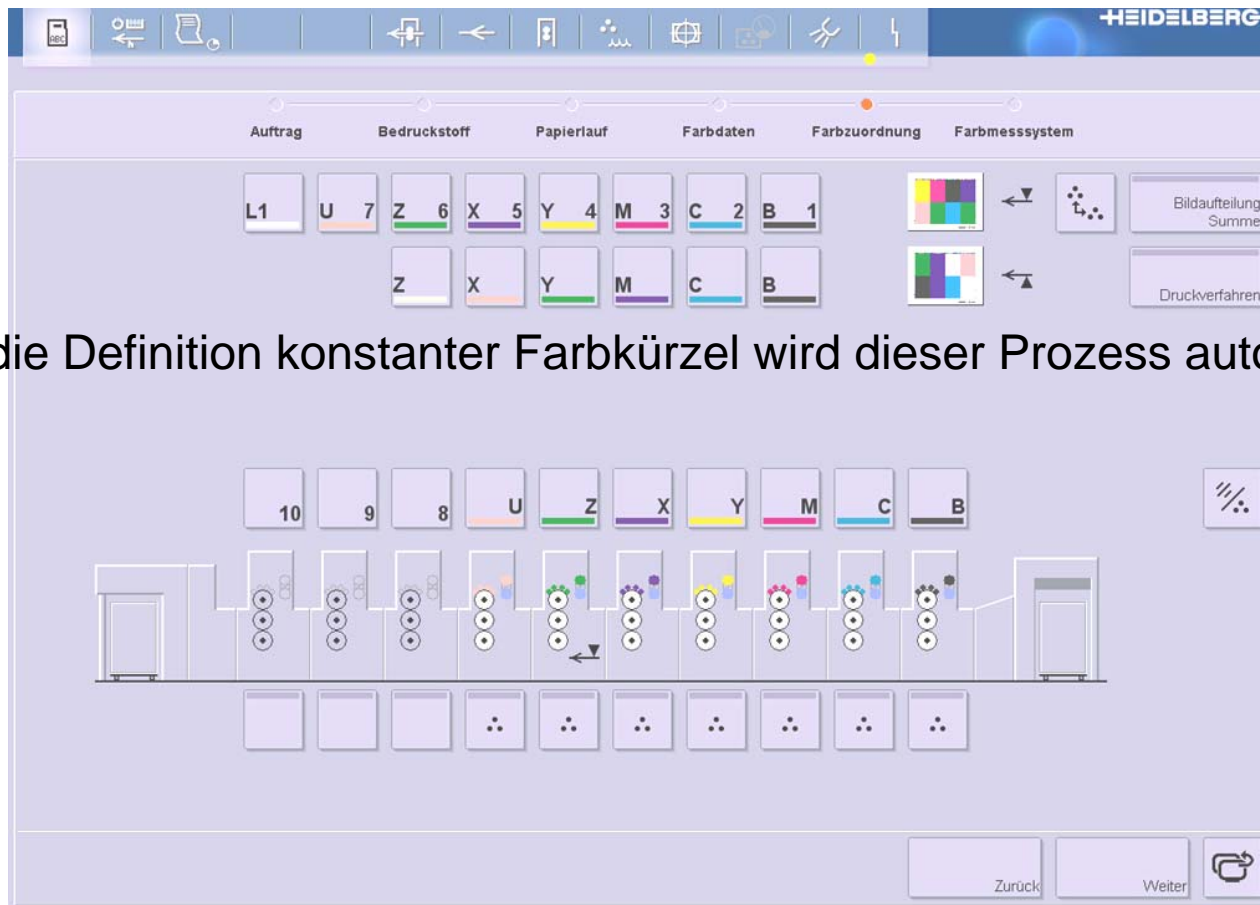 ABC
HEIDELBERG
Auftrag Bedruckstoff Papierlauf Farbdaten Farbzuordnung Farbmesssystem
L1 U 7 Z 6 X 5 Y 4 M 3 C 2 B 1
Bildaufteilung
Summe
Z X Y M C B
Druckverfahren
die Definition konstanter Farbkürzel wird dieser Prozess auto
10 9 8 U Z X Y M C B
Zurück Weiter